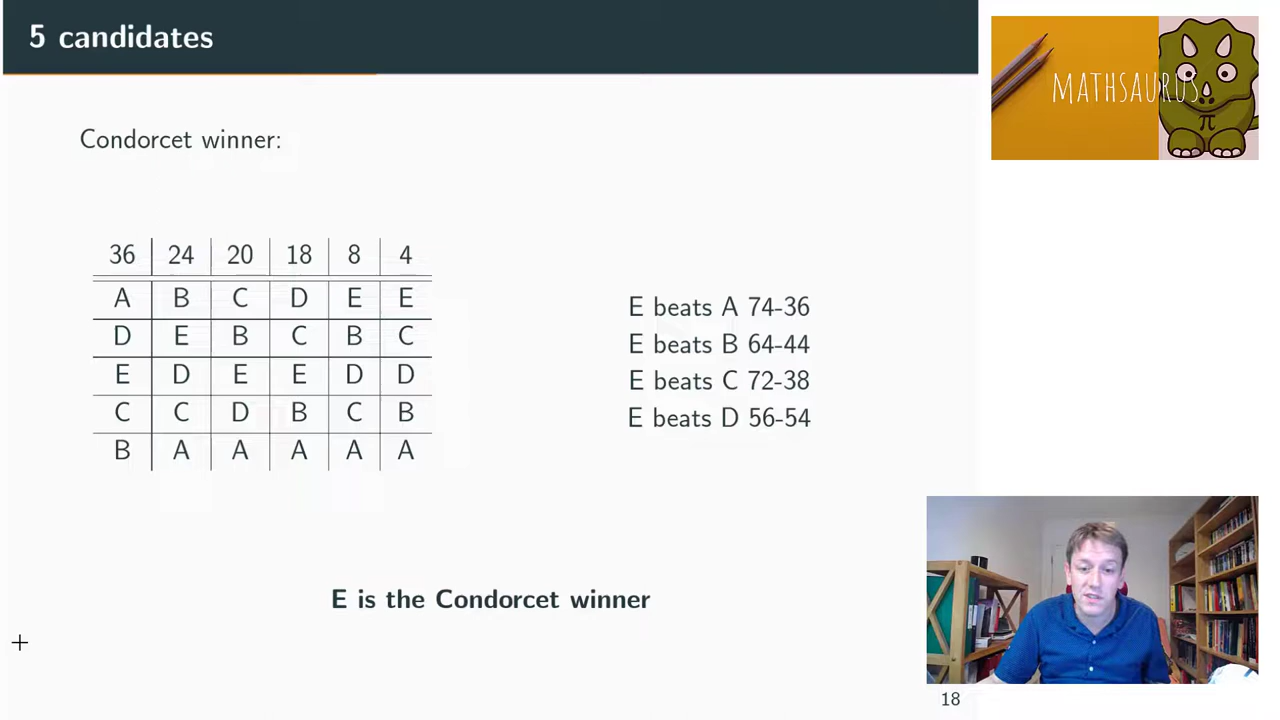 5 candidates
MATHSAURUS
π
Condorcet winner:
36 24 20 18 8 4
A B C D E E
D E B C B C
E D E E D D
C C D B C B
B A A A A A
E beats A 74-36
E beats B 64-44
E beats C 72-38
E beats D 56-54
E is the Condorcet winner
18